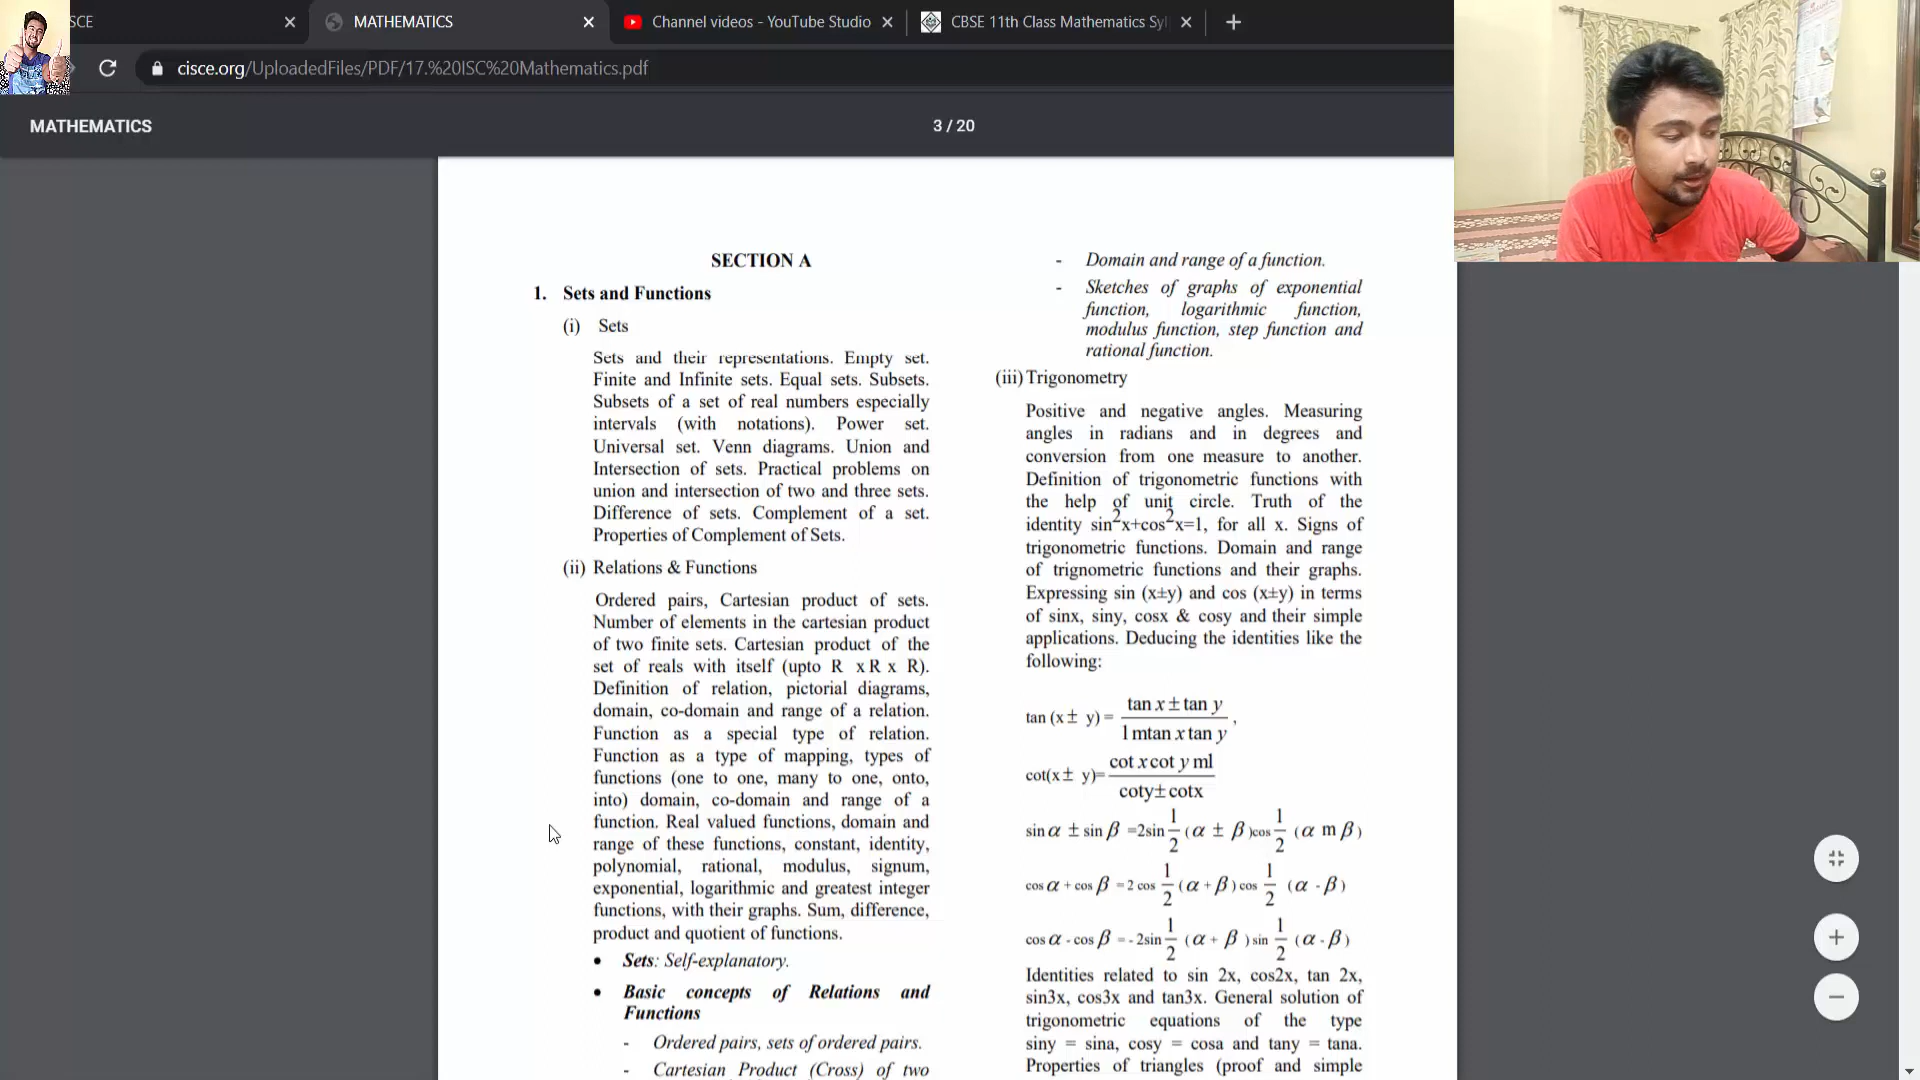 SCE
MATHEMATICS
Channel videos - YouTube Studio
CBSE 11th Class Mathematics Syl
cisce.org/UploadedFiles/PDF/17.%20ISC%20Mathematics.pdf
MATHEMATICS
3 / 20
SECTION A
1. Sets and Functions
(i) Sets
Sets and their representations. Empty set.
Finite and Infinite sets. Equal sets. Subsets.
Subsets of a set of real numbers especially
intervals (with notations). Power set.
Universal set. Venn diagrams. Union and
Intersection of sets. Practical problems on
union and intersection of two and three sets.
Difference of sets. Complement of a set.
Properties of Complement of Sets.
(ii) Relations & Functions
Ordered pairs, Cartesian product of sets.
Number of elements in the cartesian product
of two finite sets. Cartesian product of the
set of reals with itself (upto R x R x R).
Definition of relation, pictorial diagrams,
domain, co-domain and range of a relation.
Function as a special type of relation.
Function as a type of mapping, types of
functions (one to one, many to one, onto,
into) domain, co-domain and range of a
function. Real valued functions, domain and
range of these functions, constant, identity,
polynomial, rational, modulus, signum,
exponential, logarithmic and greatest integer
functions, with their graphs. Sum, difference,
product and quotient of functions.
• Sets: Self-explanatory.
• Basic concepts of Relations and
Functions
- Ordered pairs, sets of ordered pairs.
- Cartesian Product (Cross) of two
- Domain and range of a function.
- Sketches of graphs of exponential
function, logarithmic function,
modulus function, step function and
rational function.
(iii) Trigonometry
Positive and negative angles. Measuring
angles in radians and in degrees and
conversion from one measure to another.
Definition of trigonometric functions with
the help of unit circle. Truth of the
identity sin²x+cos²x=1, for all x. Signs of
trigonometric functions. Domain and range
of trignometric functions and their graphs.
Expressing sin (x±y) and cos (x±y) in terms
of sinx, siny, cosx & cosy and their simple
applications. Deducing the identities like the
following:
tan (x ± y) = tan x ± tan y / 1 m tan x tan y ,
cot(x ± y)= cot x cot y m1 / coty ± cotx
sin α ± sin β =2sin 1/2 (α ± β )cos 1/2 (α m β )
cos α + cos β = 2 cos 1/2 (α + β ) cos 1/2 (α - β )
cos α - cos β = - 2sin 1/2 (α + β ) sin 1/2 (α - β )
Identities related to sin 2x, cos2x, tan 2x,
sin3x, cos3x and tan3x. General solution of
trigonometric equations of the type
siny = sina, cosy = cosa and tany = tana.
Properties of triangles (proof and simple